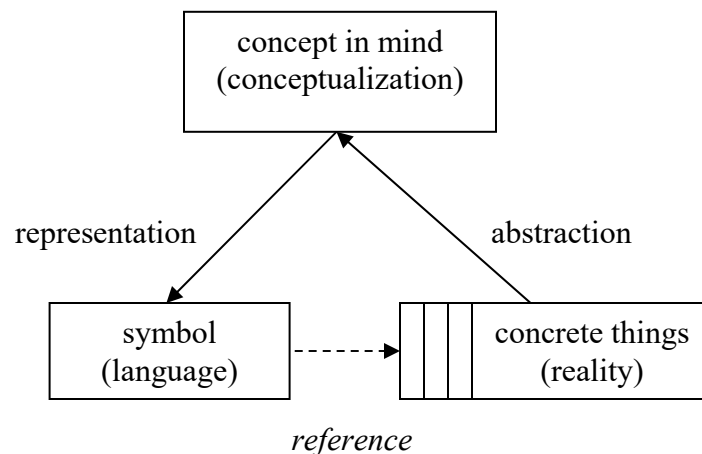 concept in mind
(conceptualization)
representation
abstraction
symbol
(language)
concrete things
(reality)
reference